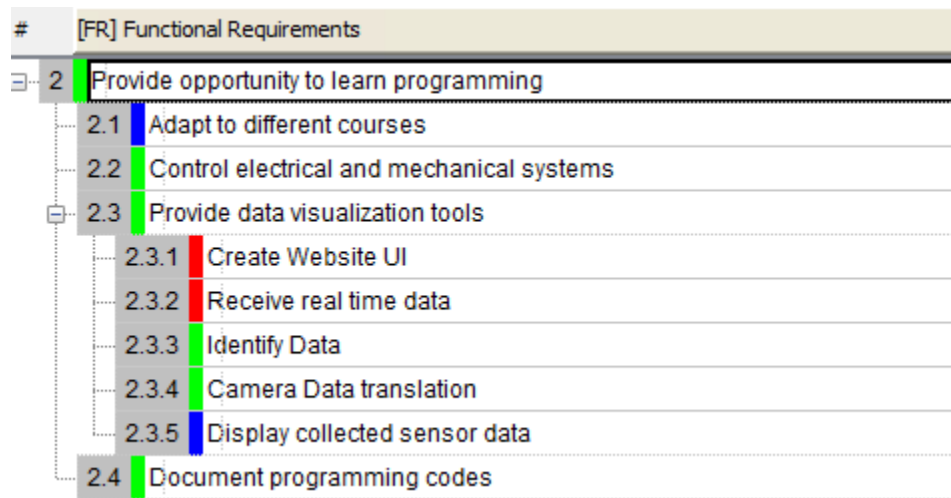 # [FR] Functional Requirements
2 Provide opportunity to learn programming
2.1 Adapt to different courses
2.2 Control electrical and mechanical systems
2.3 Provide data visualization tools
2.3.1 Create Website UI
2.3.2 Receive real time data
2.3.3 Identify Data
2.3.4 Camera Data translation
2.3.5 Display collected sensor data
2.4 Document programming codes